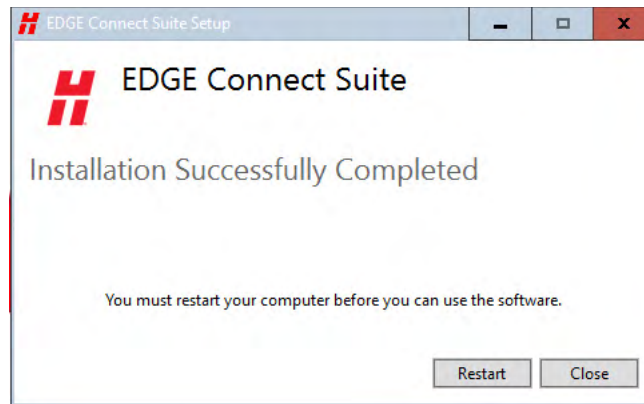 EDGE Connect Suite Setup
EDGE Connect Suite
Installation Successfully Completed
You must restart your computer before you can use the software.
Restart Close